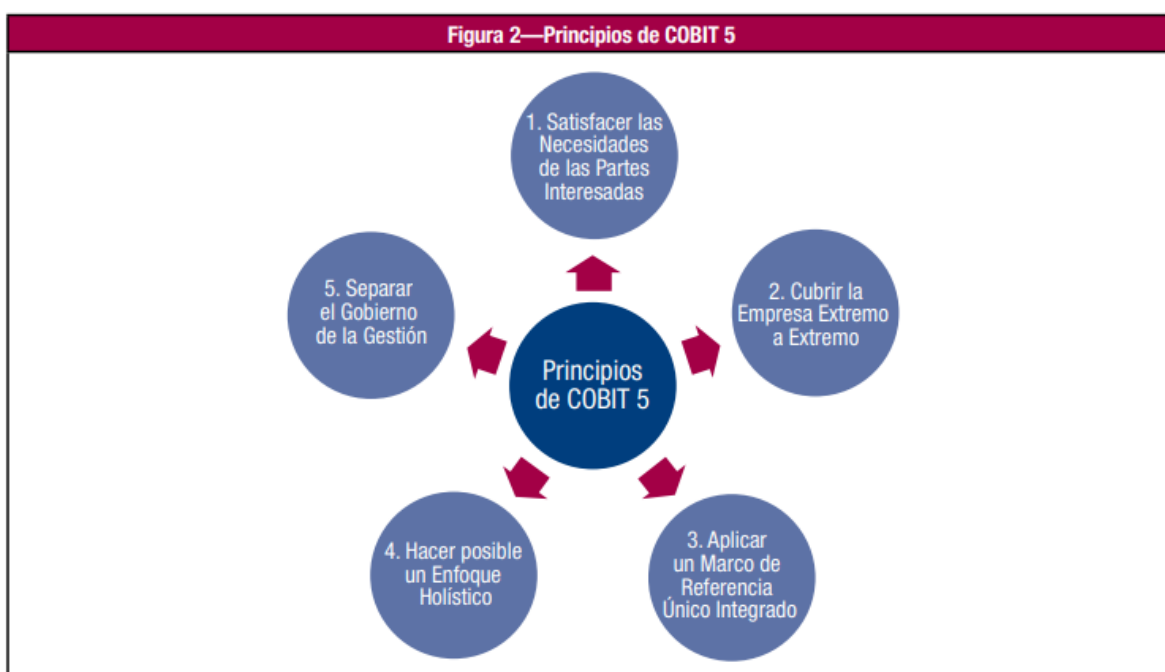 Figura 2—Principios de COBIT 5
1. Satisfacer las
Necesidades
de las Partes
Interesadas
5. Separar
el Gobierno
de la Gestión
2. Cubrir la
Empresa Extremo
a Extremo
Principios
de COBIT 5
4. Hacer posible
un Enfoque
Holístico
3. Aplicar
un Marco de
Referencia
Único Integrado